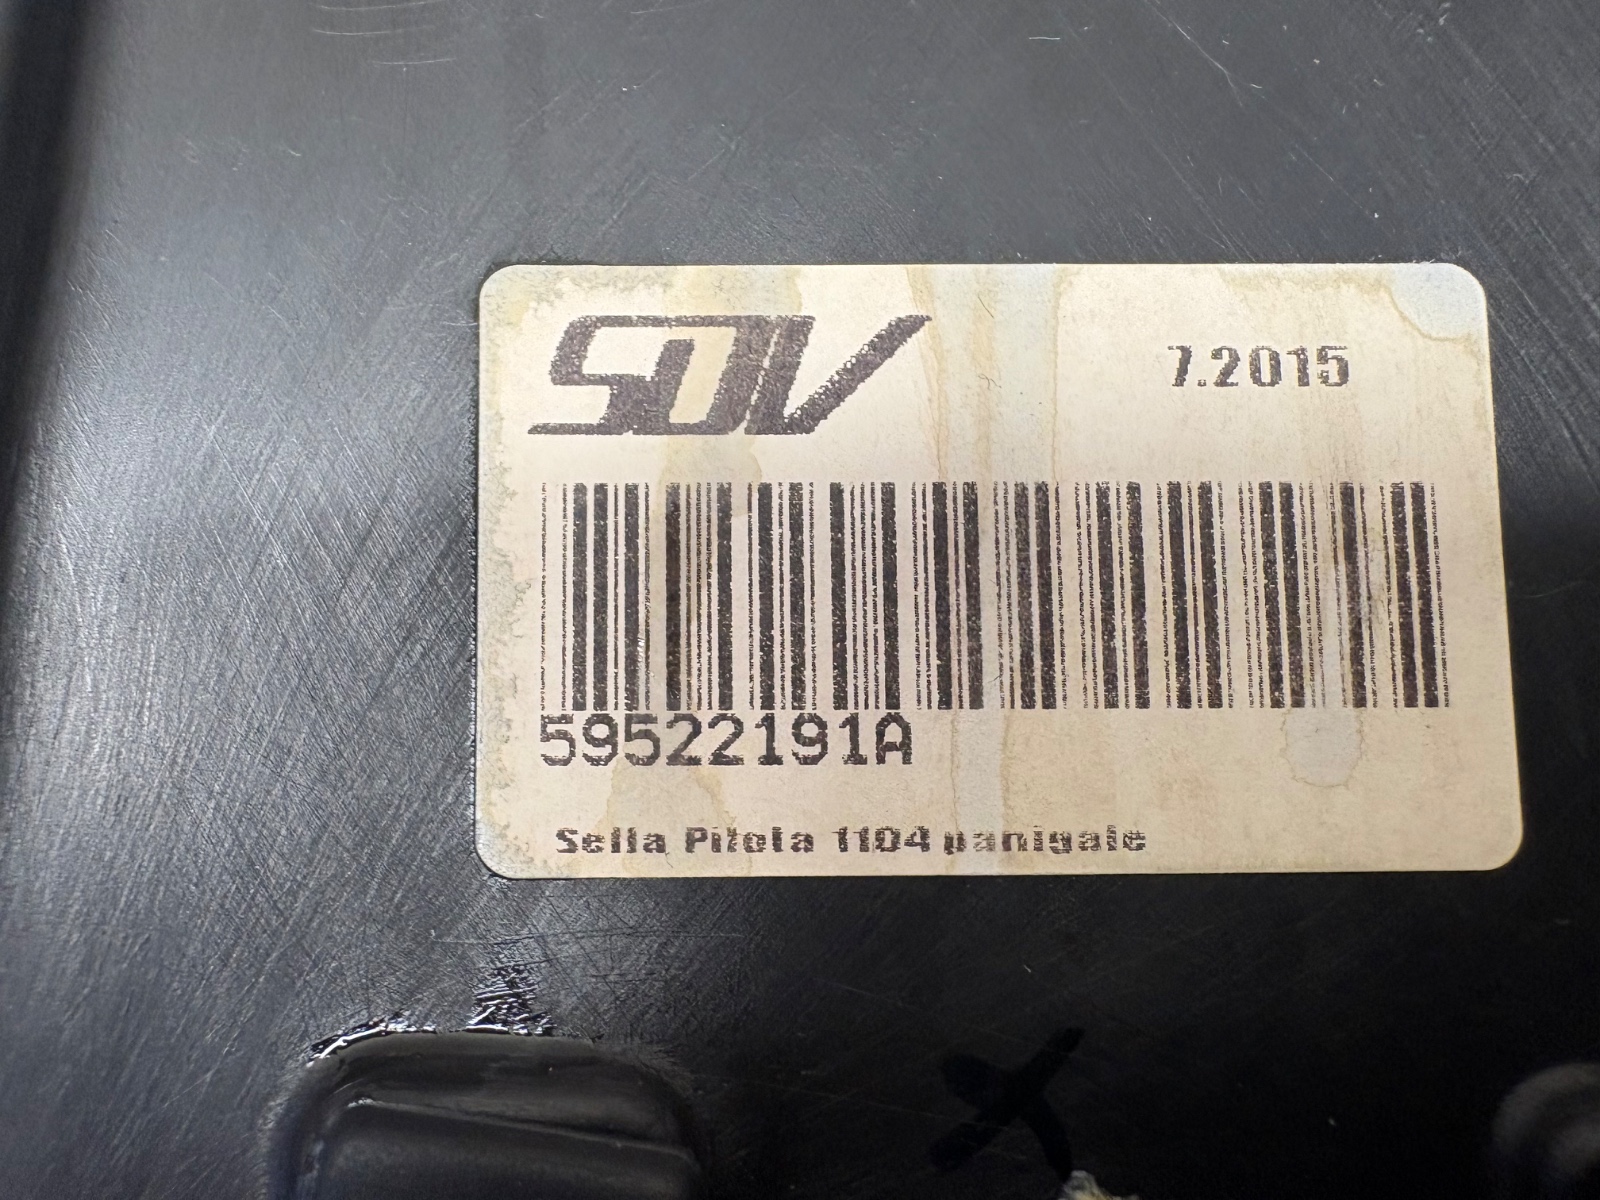 SDV
7.2015
59522191A
Sella Pilota 1104 panigale